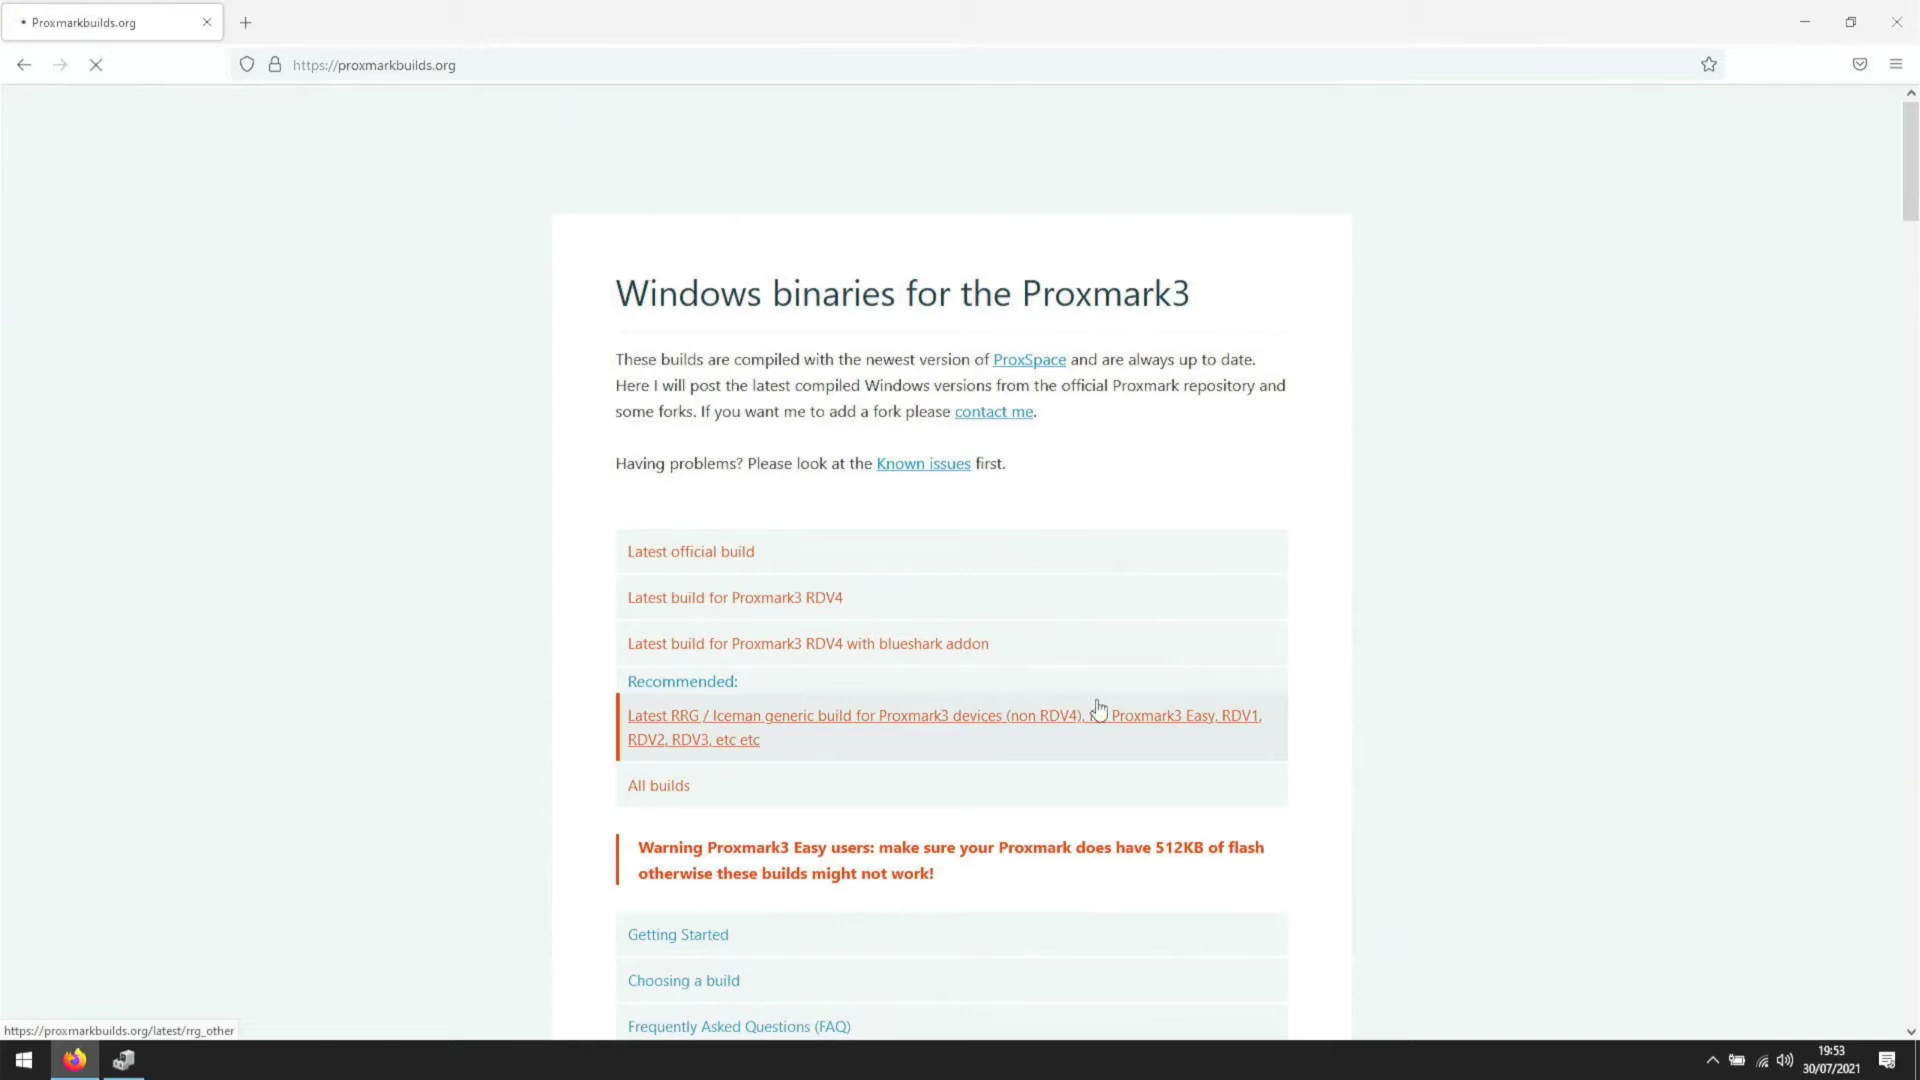 Proxmarkbuilds.org
https://proxmarkbuilds.org
Windows binaries for the Proxmark3
These builds are compiled with the newest version of ProxSpace and are always up to date.
Here I will post the latest compiled Windows versions from the official Proxmark repository and
some forks. If you want me to add a fork please contact me.
Having problems? Please look at the Known issues first.
Latest official build
Latest build for Proxmark3 RDV4
Latest build for Proxmark3 RDV4 with blueshark addon
Recommended:
Latest RRG / Iceman generic build for Proxmark3 devices (non RDV4), Proxmark3 Easy, RDV1,
RDV2, RDV3, etc etc
All builds
Warning Proxmark3 Easy users: make sure your Proxmark does have 512KB of flash
otherwise these builds might not work!
Getting Started
Choosing a build
Frequently Asked Questions (FAQ)
https://proxmarkbuilds.org/latest/rrg_other
19:53
30/07/2021